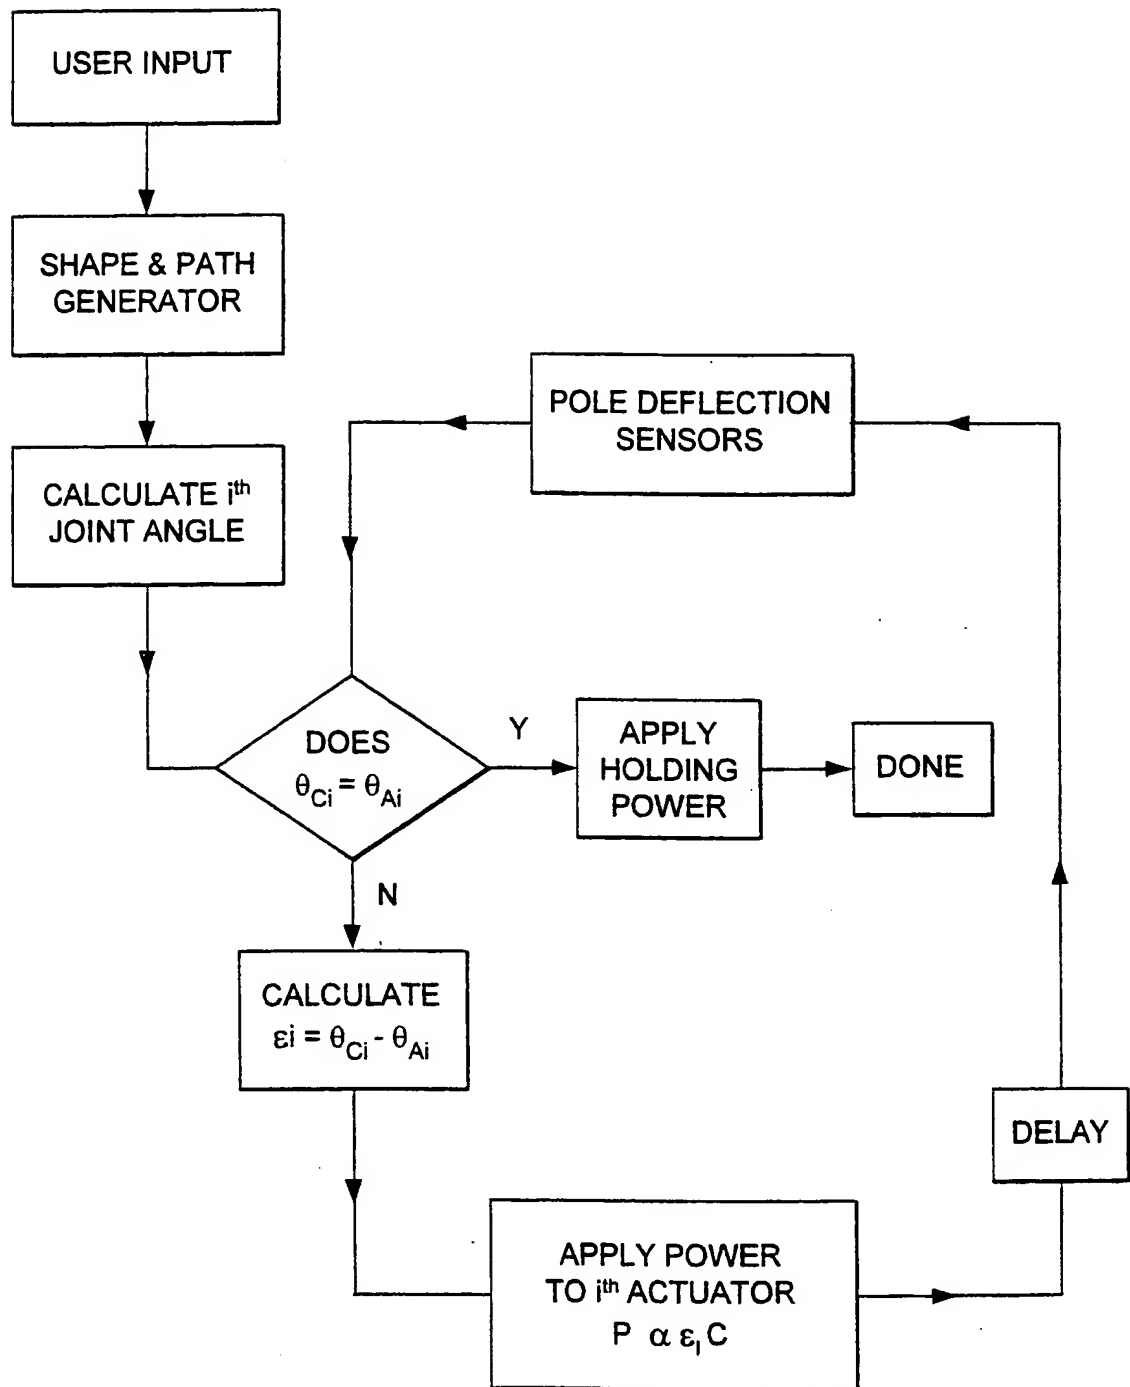 USER INPUT
SHAPE & PATH
GENERATOR
CALCULATE iᵗʰ
JOINT ANGLE
POLE DEFLECTION
SENSORS
DOES
θCi = θAi
Y
APPLY
HOLDING
POWER
DONE
N
CALCULATE
εi = θCi - θAi
DELAY
APPLY POWER
TO iᵗʰ ACTUATOR
P α εI C